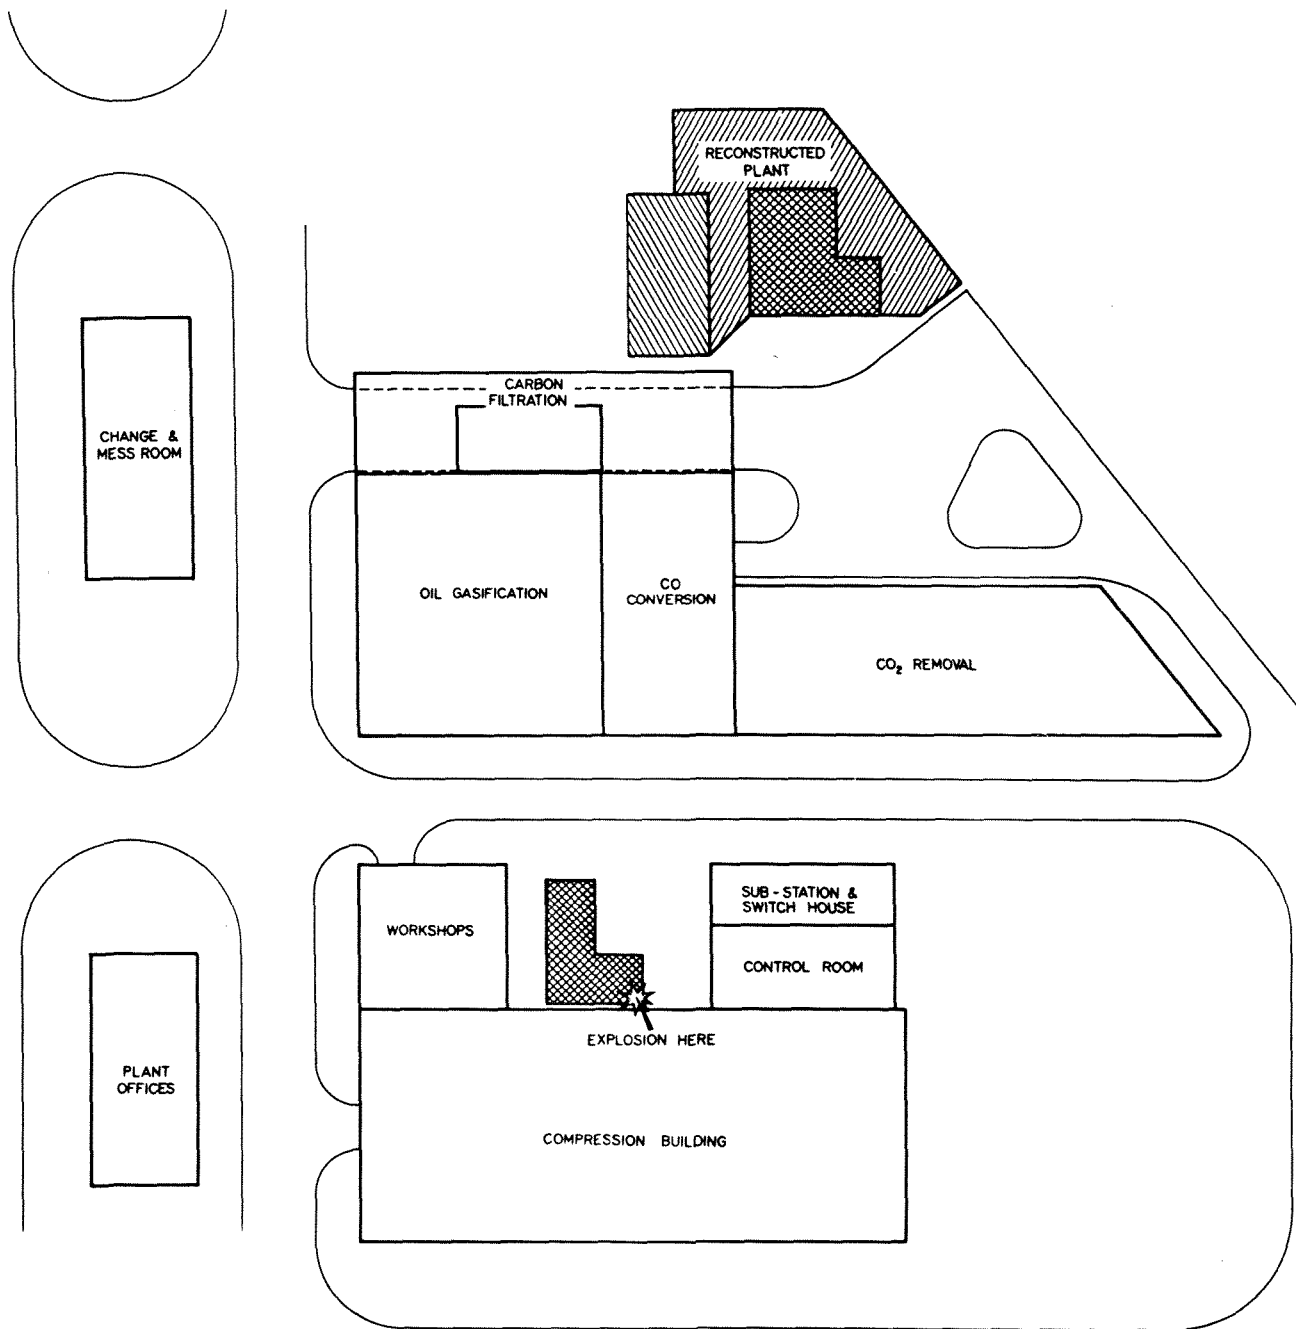 RECONSTRUCTED
PLANT
CARBON
FILTRATION
CHANGE &
MESS ROOM
OIL GASIFICATION
CO
CONVERSION
CO₂ REMOVAL
WORKSHOPS
SUB-STATION &
SWITCH HOUSE
CONTROL ROOM
EXPLOSION HERE
PLANT
OFFICES
COMPRESSION BUILDING